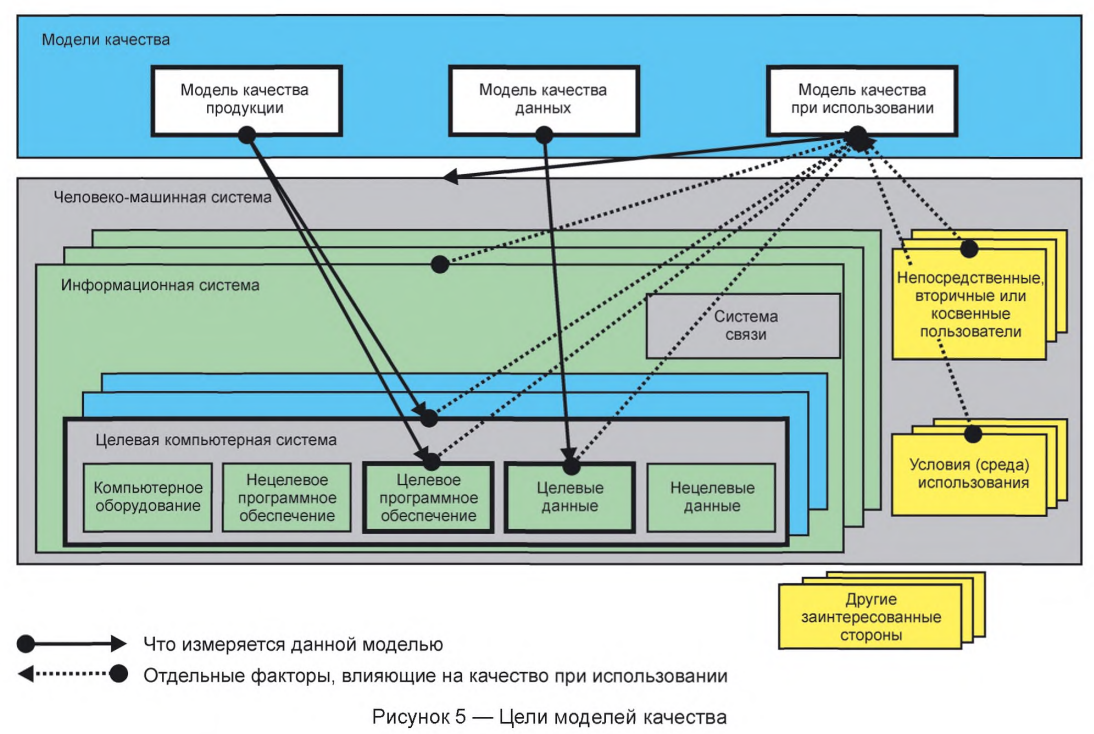 Модели качества
Модель качества
продукции
Модель качества
данных
Модель качества
при использовании
Человеко-машинная система
Информационная система
Система
связи
Непосредственные,
вторичные или
косвенные
пользователи
Целевая компьютерная система
Компьютерное
оборудование
Нецелевое
программное
обеспечение
Целевое
программное
обеспечение
Целевые
данные
Нецелевые
данные
Условия (среда)
использования
Другие
заинтересованные
стороны
Что измеряется данной моделью
Отдельные факторы, влияющие на качество при использовании
Рисунок 5 — Цели моделей качества